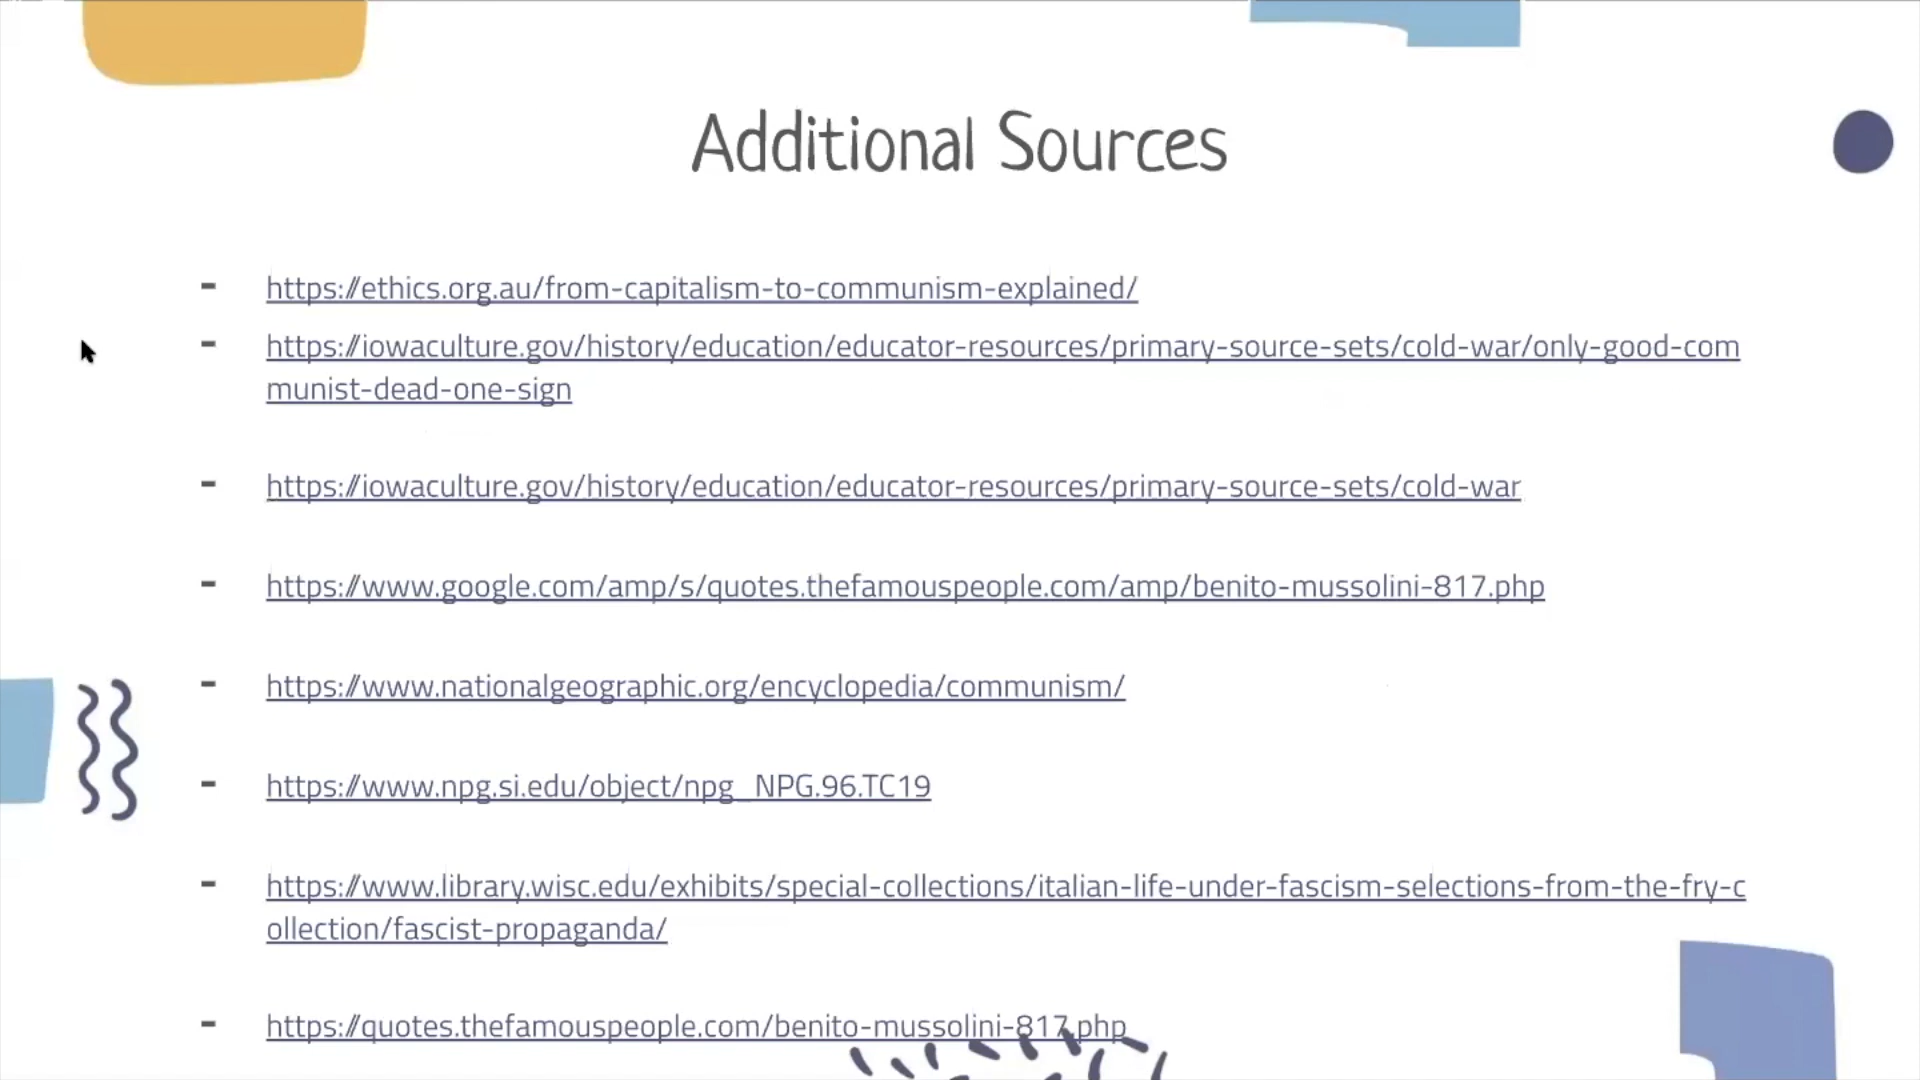 Additional Sources
- https://ethics.org.au/from-capitalism-to-communism-explained/
- https://iowaculture.gov/history/education/educator-resources/primary-source-sets/cold-war/only-good-com
munist-dead-one-sign
- https://iowaculture.gov/history/education/educator-resources/primary-source-sets/cold-war
- https://www.google.com/amp/s/quotes.thefamouspeople.com/amp/benito-mussolini-817.php
- https://www.nationalgeographic.org/encyclopedia/communism/
- https://www.npg.si.edu/object/npg_NPG.96.TC19
- https://www.library.wisc.edu/exhibits/special-collections/italian-life-under-fascism-selections-from-the-fry-c
ollection/fascist-propaganda/
- https://quotes.thefamouspeople.com/benito-mussolini-817.php